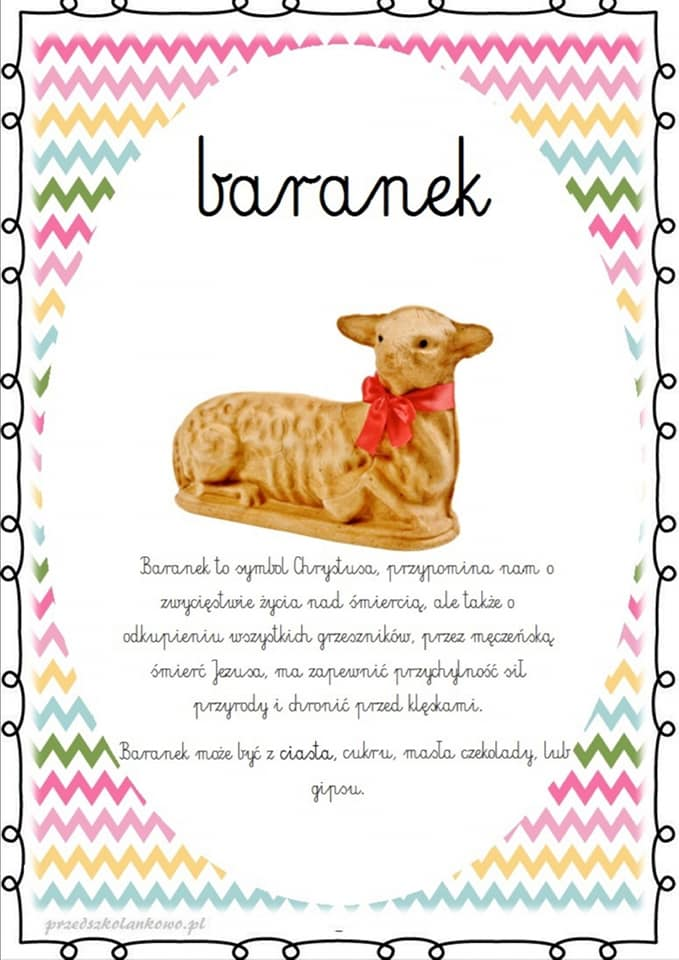 baranek
Baranek to symbol Chrystusa, przypomina nam o
zwycięstwie życia nad śmiercią, ale także o
odkupieniu wszystkich grzeszników, przez męczeńską
śmierć Jezusa, ma zapewnić przychylność sił
przyrody i chronić przed klęskami.
Baranek może być z ciasta, cukru, masła czekolady, lub
gipsu.
przedszkolankowo.pl